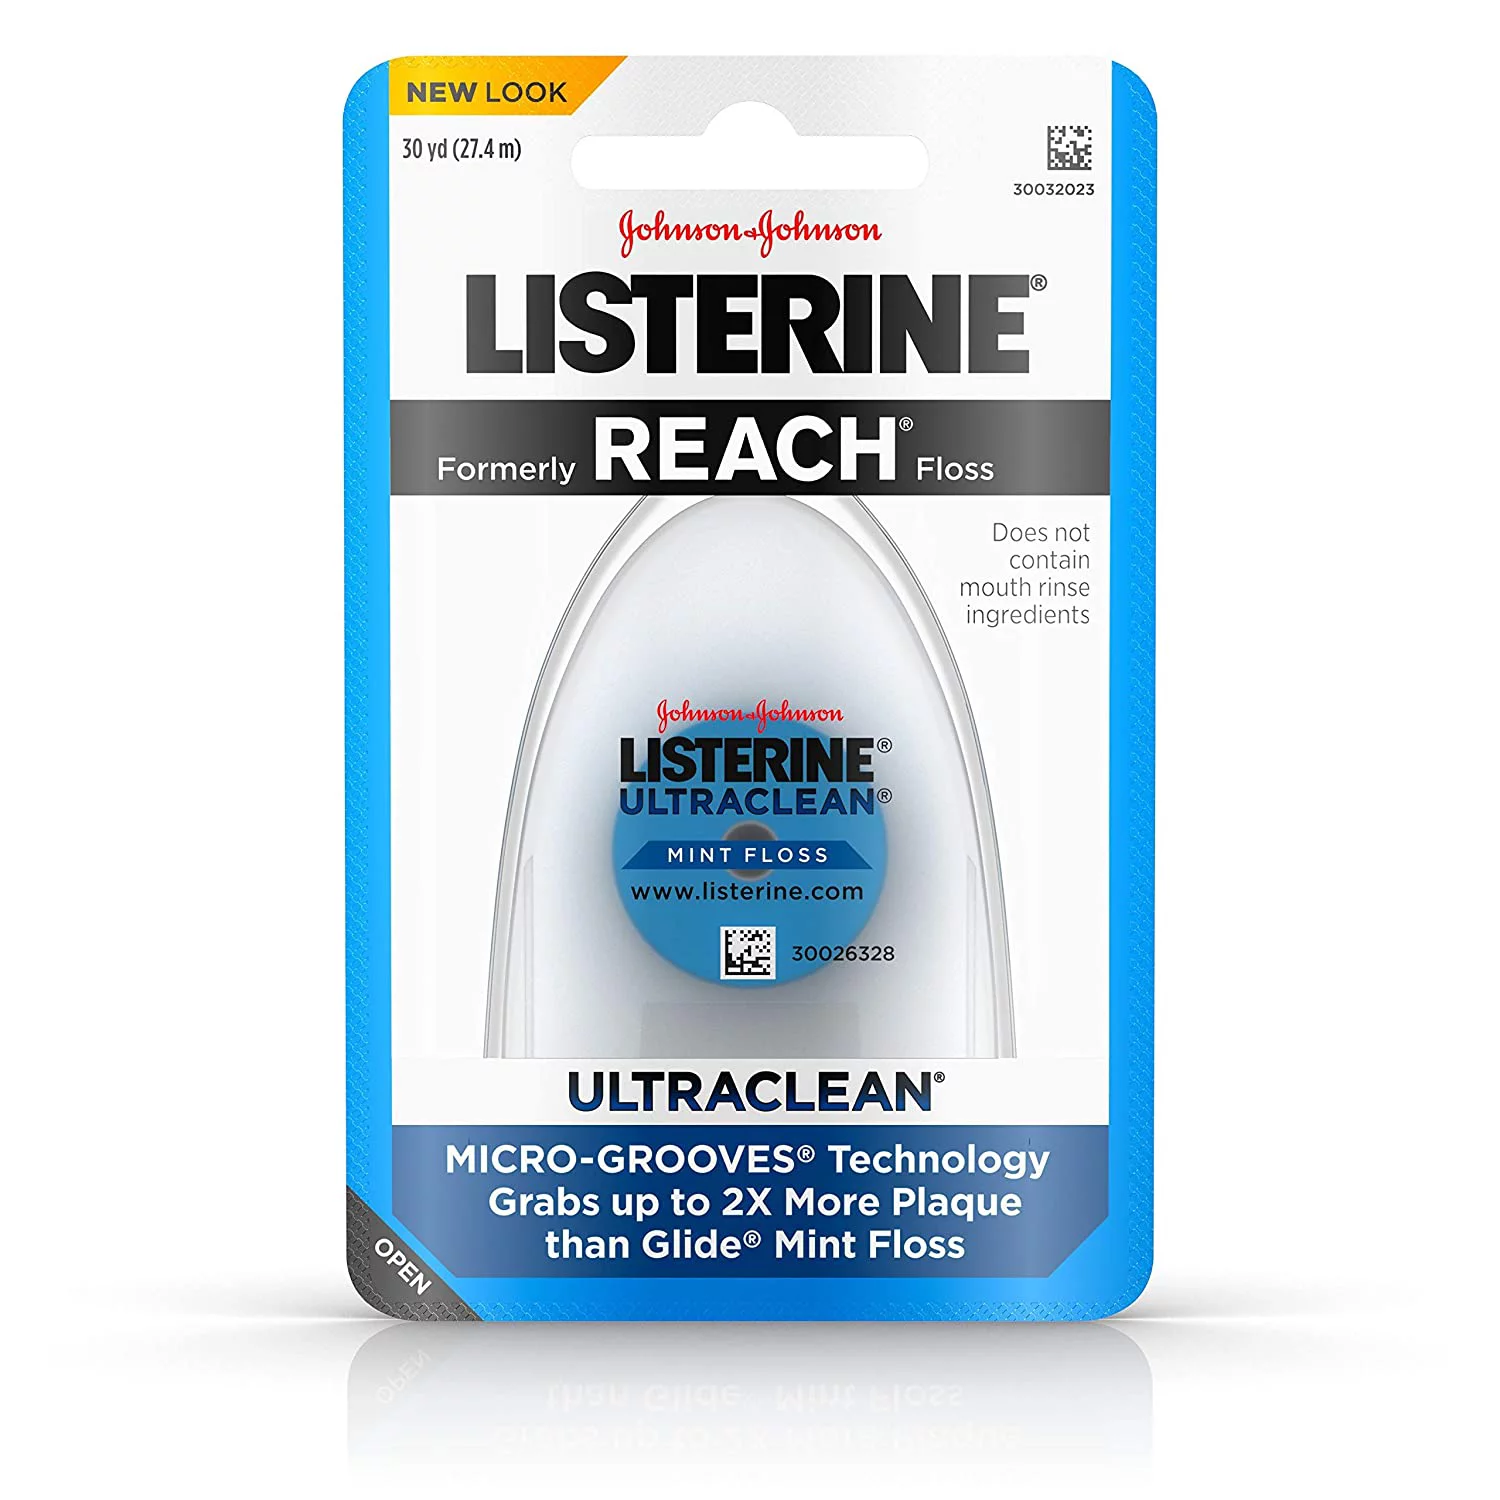 NEW LOOK
30 yd (27.4 m)
30032023
Johnson & Johnson
LISTERINE®
Formerly REACH® Floss
Does not
contain
mouth rinse
ingredients
Johnson & Johnson
LISTERINE®
ULTRACLEAN®
MINT FLOSS
www.listerine.com
30026328
ULTRACLEAN®
MICRO-GROOVES® Technology
Grabs up to 2X More Plaque
than Glide® Mint Floss
OPEN